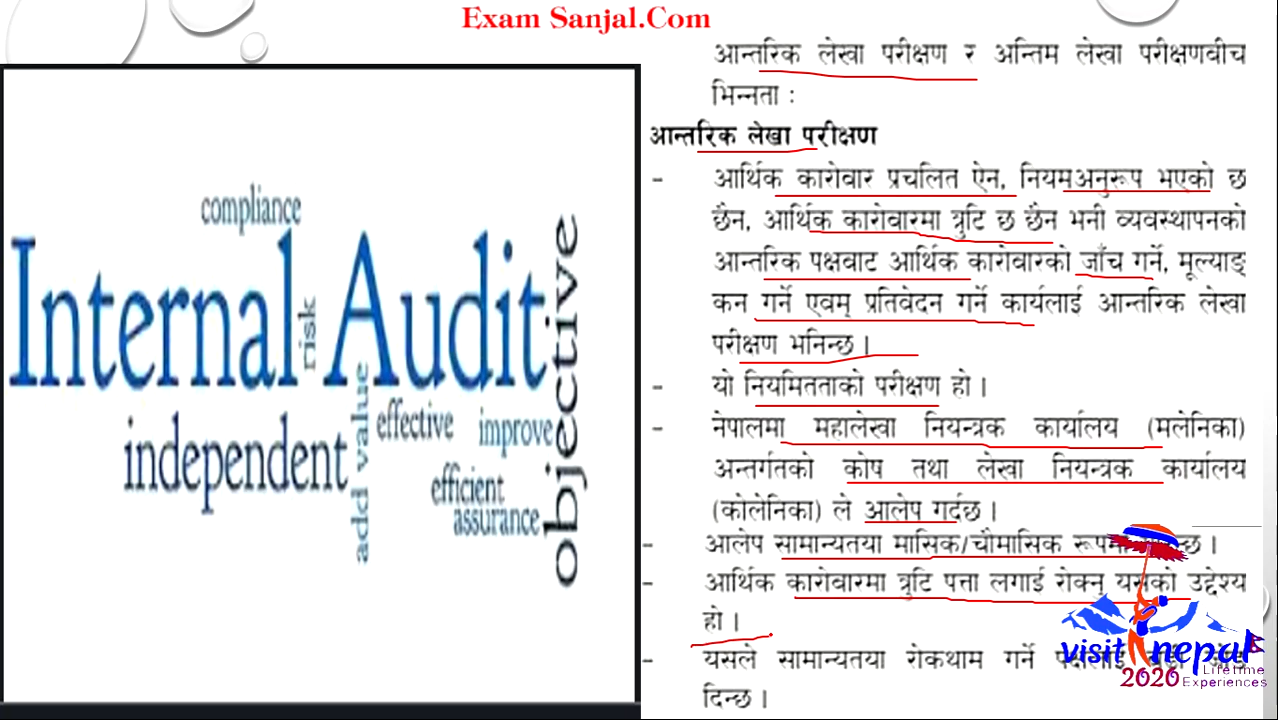 Exam Sanjal.Com
compliance
Internal Audit
risk
objective
independent
add value
effective
improve
efficient
assurance
आन्तरिक लेखा परीक्षण र अन्तिम लेखा परीक्षणबीच
भिन्नता :
आन्तरिक लेखा परीक्षण
- आर्थिक कारोवार प्रचलित ऐन, नियमअनुरूप भएको छ
छैन, आर्थिक कारोवारमा त्रुटि छ छैन भनी व्यवस्थापनको
आन्तरिक पक्षवाट आर्थिक कारोवारको जाँच गर्ने, मूल्याङ्
कन गर्ने एवम् प्रतिवेदन गर्ने कार्यलाई आन्तरिक लेखा
परीक्षण भनिन्छ ।
- यो नियमितताको परीक्षण हो ।
- नेपालमा महालेखा नियन्त्रक कार्यालय (मलेनिका)
अन्तर्गतको कोष तथा लेखा नियन्त्रक कार्यालय
(कोलेनिका) ले आलेप गर्दछ ।
- आलेप सामान्यतया मासिक/चौमासिक रूपमा ।
- आर्थिक कारोवारमा त्रुटि पत्ता लगाई रोक्नु यसको उद्देश्य
हो ।
- यसले सामान्यतया रोकथाम गर्ने
दिन्छ ।
visit nepal
2020 Lifetime
Experiences